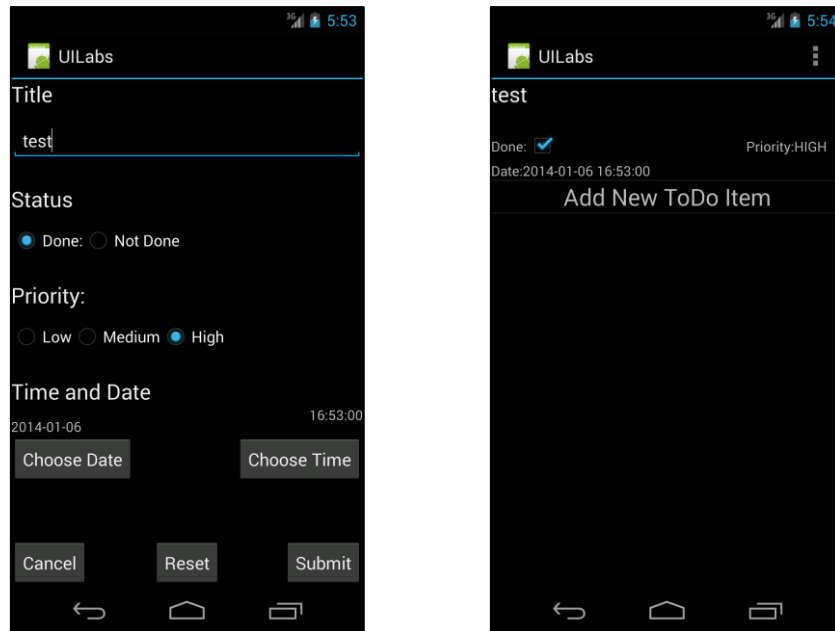 3G 5:53
UILabs
Title
test
Status
Done: Not Done
Priority:
Low Medium High
Time and Date
16:53:00
2014-01-06
Choose Date Choose Time
Cancel Reset Submit
3G 5:54
UILabs
test
Done: Priority:HIGH
Date:2014-01-06 16:53:00
Add New ToDo Item